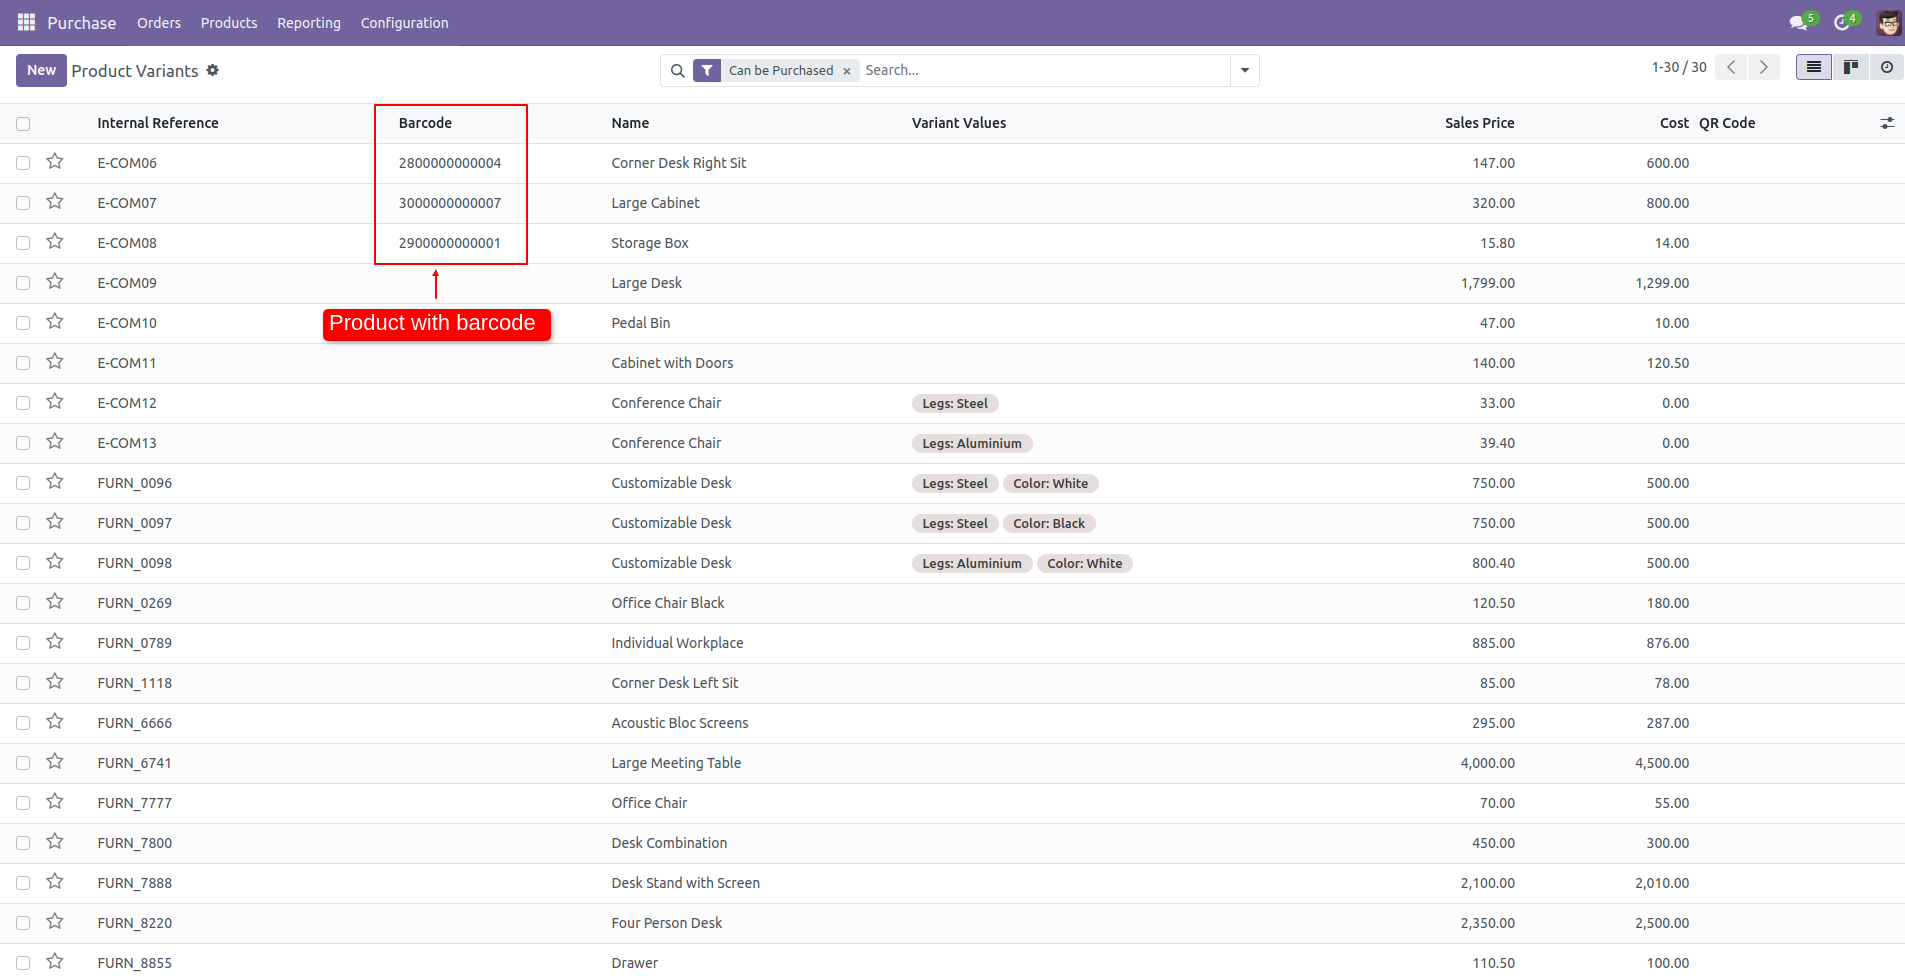 Purchase Orders Products Reporting Configuration 5 4
New Product Variants Can be Purchased × Search... 1-30 / 30
Internal Reference Barcode Name Variant Values Sales Price Cost QR Code
E-COM06 2800000000004 Corner Desk Right Sit 147.00 600.00
E-COM07 3000000000007 Large Cabinet 320.00 800.00
E-COM08 2900000000001 Storage Box 15.80 14.00
E-COM09 Large Desk 1,799.00 1,299.00
Product with barcode
E-COM10 Pedal Bin 47.00 10.00
E-COM11 Cabinet with Doors 140.00 120.50
E-COM12 Conference Chair Legs: Steel 33.00 0.00
E-COM13 Conference Chair Legs: Aluminium 39.40 0.00
FURN_0096 Customizable Desk Legs: Steel Color: White 750.00 500.00
FURN_0097 Customizable Desk Legs: Steel Color: Black 750.00 500.00
FURN_0098 Customizable Desk Legs: Aluminium Color: White 800.40 500.00
FURN_0269 Office Chair Black 120.50 180.00
FURN_0789 Individual Workplace 885.00 876.00
FURN_1118 Corner Desk Left Sit 85.00 78.00
FURN_6666 Acoustic Bloc Screens 295.00 287.00
FURN_6741 Large Meeting Table 4,000.00 4,500.00
FURN_7777 Office Chair 70.00 55.00
FURN_7800 Desk Combination 450.00 300.00
FURN_7888 Desk Stand with Screen 2,100.00 2,010.00
FURN_8220 Four Person Desk 2,350.00 2,500.00
FURN_8855 Drawer 110.50 100.00